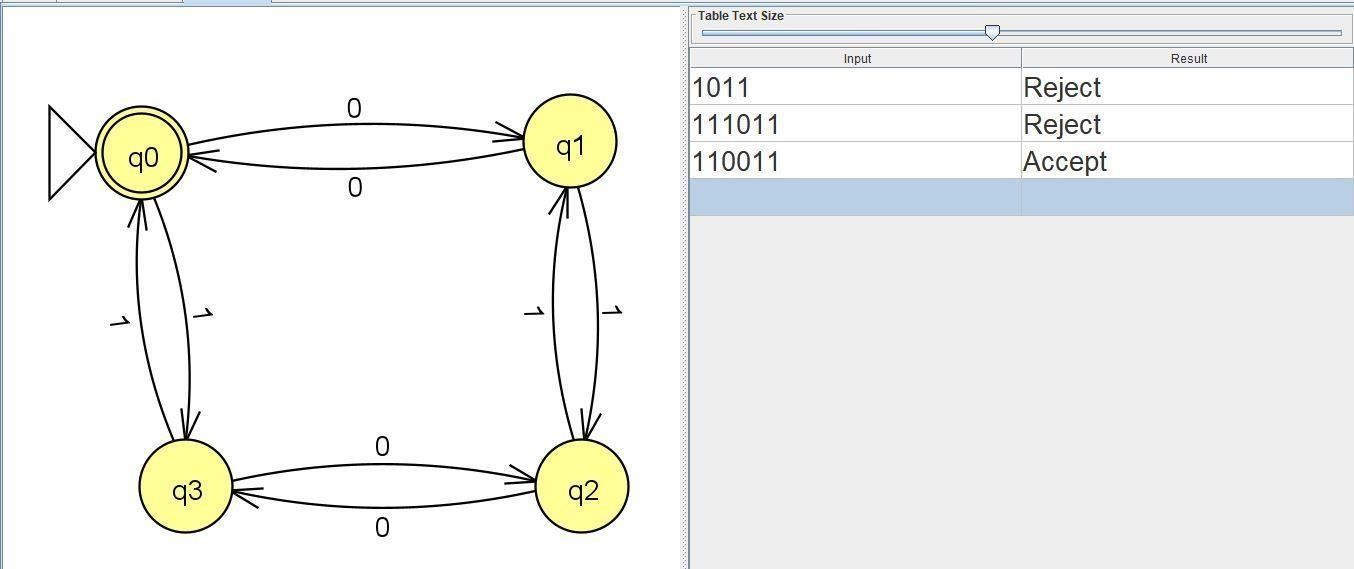 Table Text Size
Input Result
1011 Reject
111011 Reject
110011 Accept
0
q0 q1
0
1 1 1 1
0
q3 q2
0